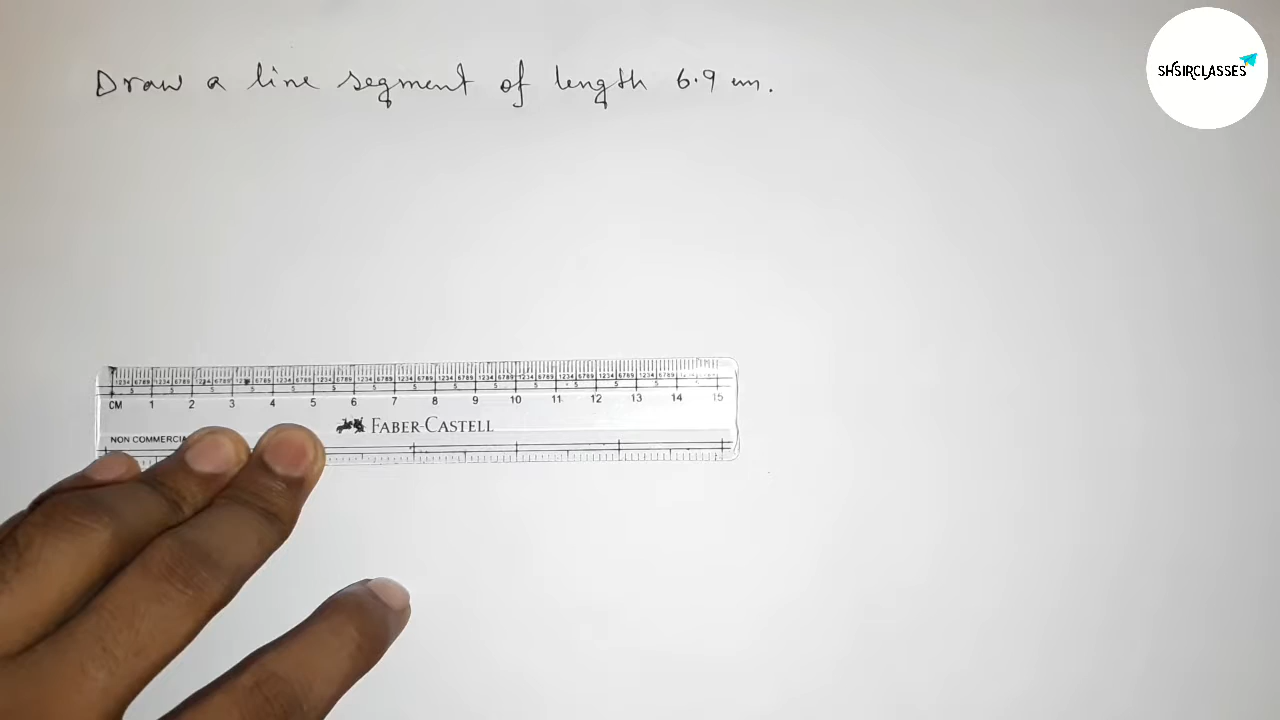 Draw a line segment of length 6.9 cm.
SHSIRCLASSES
CM 1 2 3 4 5 6 7 8 9 10 11 12 13 14 15
FABER-CASTELL
NON COMMERCIA